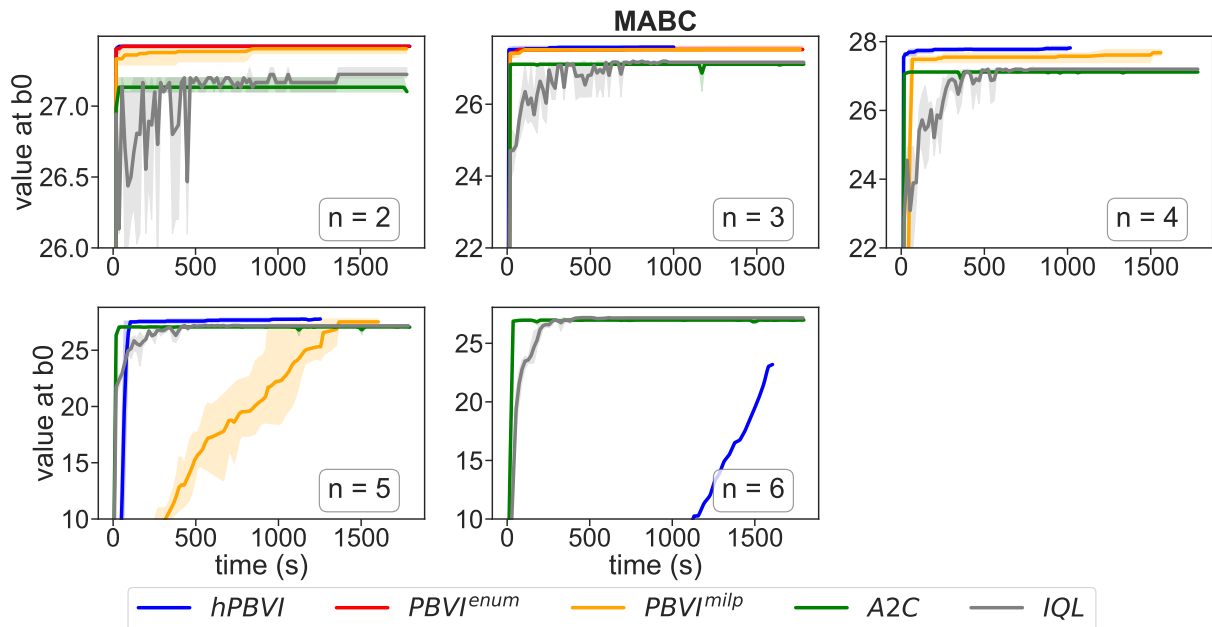 MABC
value at b0
27.0
26.5
26.0
0 500 1000 1500
n = 2
26
24
22
0 500 1000 1500
n = 3
28
26
24
22
0 500 1000 1500
n = 4
value at b0
25
20
15
10
0 500 1000 1500
time (s)
n = 5
25
20
15
10
0 500 1000 1500
time (s)
n = 6
hPBVI PBVI^enum PBVI^milp A2C IQL